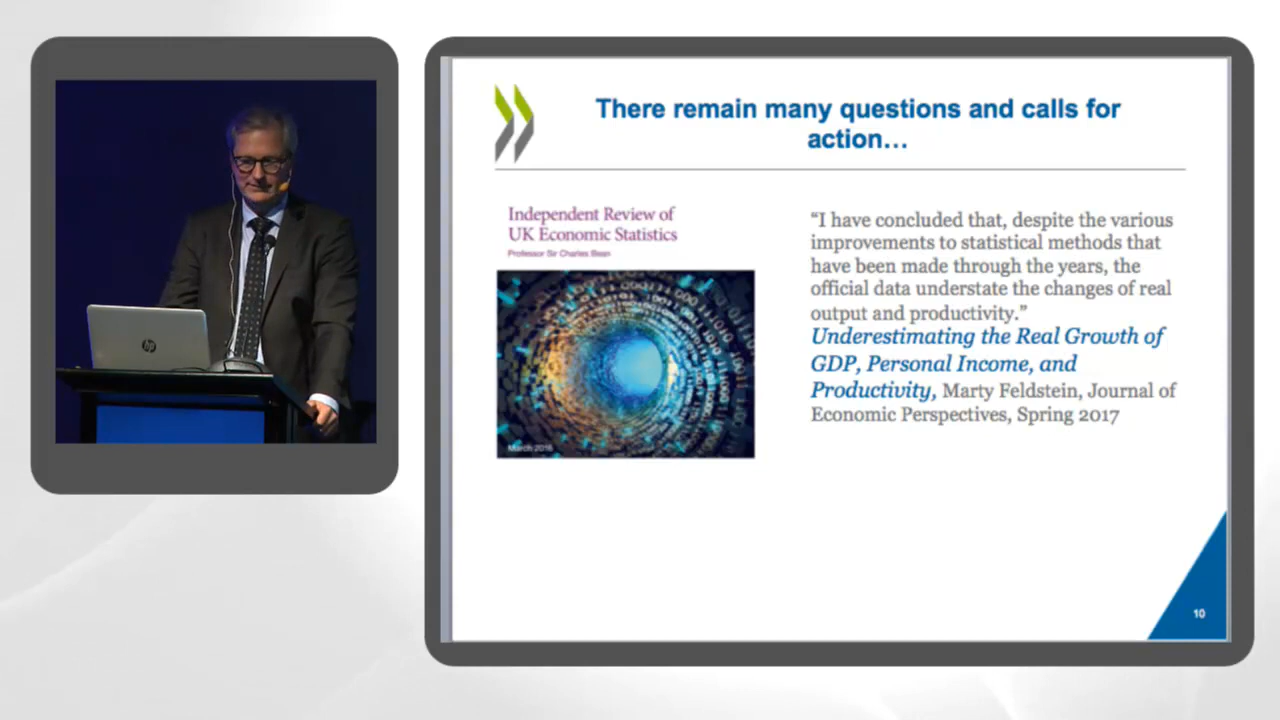 There remain many questions and calls for
action…
Independent Review of
UK Economic Statistics
Professor Sir Charles Bean
March 2016
“I have concluded that, despite the various
improvements to statistical methods that
have been made through the years, the
official data understate the changes of real
output and productivity.”
Underestimating the Real Growth of
GDP, Personal Income, and
Productivity, Marty Feldstein, Journal of
Economic Perspectives, Spring 2017
10
hp